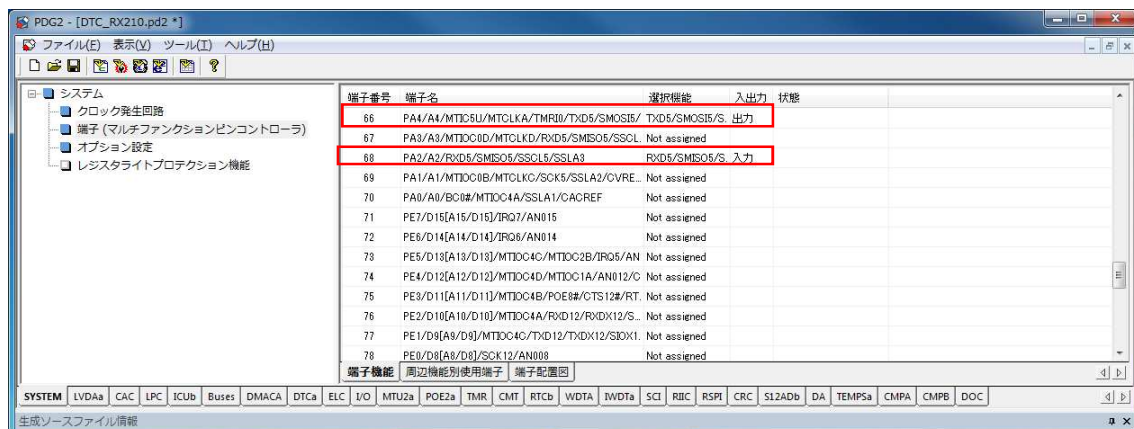 PDG2 - [DTC_RX210.pd2 *]
ファイル(F) 表示(V) ツール(T) ヘルプ(H)
システム
クロック発生回路
端子 (マルチファンクションピンコントローラ)
オプション設定
レジスタライトプロテクション機能
端子番号 端子名 選択機能 入出力 状態
66 PA4/A4/MTIC5U/MTCLKA/TMRI0/TXD5/SMOSI5/ TXD5/SMOSI5/S. 出力
67 PA3/A3/MTIOC0D/MTCLKD/RXD5/SMISO5/SSCL. Not assigned
68 PA2/A2/RXD5/SMISO5/SSCL5/SSLA3 RXD5/SMISO5/S. 入力
69 PA1/A1/MTIOC0B/MTCLKC/SCK5/SSLA2/CVRE... Not assigned
70 PA0/A0/BC0#/MTIOC4A/SSLA1/CACREF Not assigned
71 PE7/D15[A15/D15]/IRQ7/AN015 Not assigned
72 PE6/D14[A14/D14]/IRQ6/AN014 Not assigned
73 PE5/D13[A13/D13]/MTIOC4C/MTIOC2B/IRQ5/AN Not assigned
74 PE4/D12[A12/D12]/MTIOC4D/MTIOC1A/AN012/C Not assigned
75 PE3/D11[A11/D11]/MTIOC4B/POE8#/CTS12#/RT. Not assigned
76 PE2/D10[A10/D10]/MTIOC4A/RXD12/RXDX12/S... Not assigned
77 PE1/D9[A9/D9]/MTIOC4C/TXD12/TXDX12/SIOX1. Not assigned
78 PE0/D8[A8/D8]/SCK12/AN008 Not assigned
端子機能 周辺機能別使用端子 端子配置図
SYSTEM LVDAa CAC LPC ICUb Buses DMACA DTCa ELC I/O MTU2a POE2a TMR CMT RTCb WDTA IWDTa SCI RIIC RSPI CRC S12ADb DA TEMPSa CMPA CMPB DOC
生成ソースファイル情報